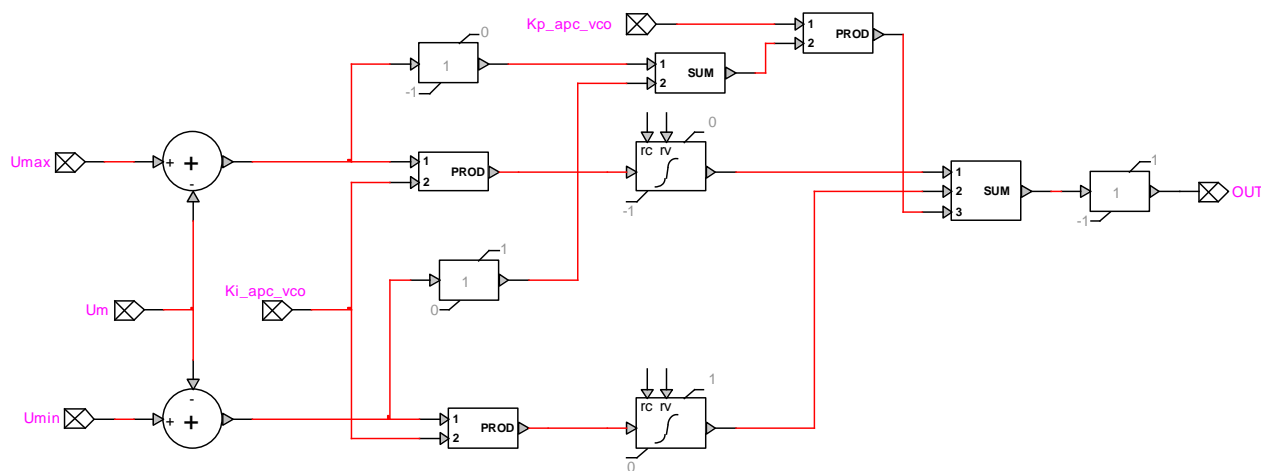 Kp_apc_vco
1
2
PROD
0
1
-1
1
2
SUM
Umax
+
+
-
1
2
PROD
rc rv
0
-1
1
2
3
SUM
1
1
-1
OUT
Um
Ki_apc_vco
1
1
0
Umin
-
+
+
1
2
PROD
rc rv
1
0